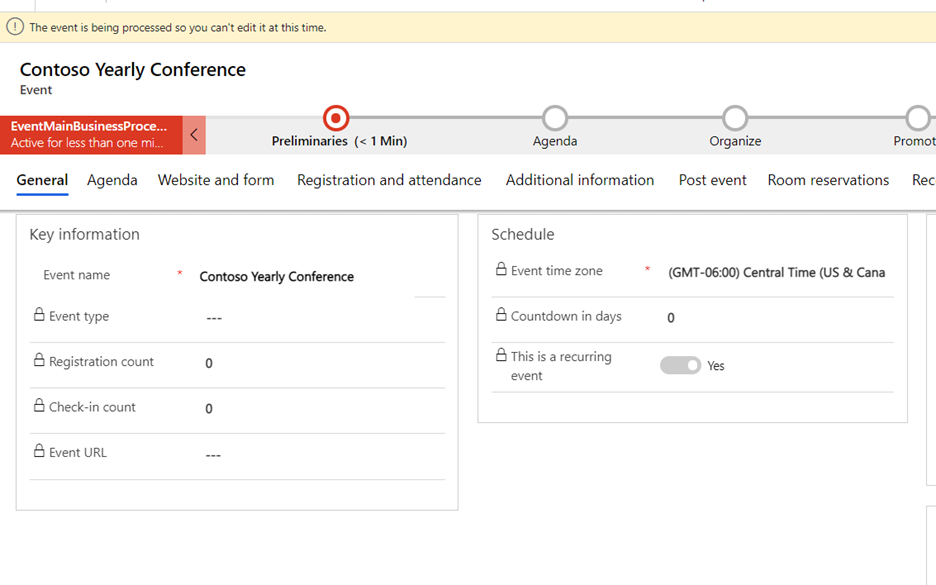 The event is being processed so you can't edit it at this time.
Contoso Yearly Conference
Event
EventMainBusinessProce...
Active for less than one mi...
Preliminaries (< 1 Min)
Agenda
Organize
Promot
General
Agenda
Website and form
Registration and attendance
Additional information
Post event
Room reservations
Rec
Key information
Event name * Contoso Yearly Conference
Event type ---
Registration count 0
Check-in count 0
Event URL ---
Schedule
Event time zone * (GMT-06:00) Central Time (US & Cana
Countdown in days 0
This is a recurring
event
Yes